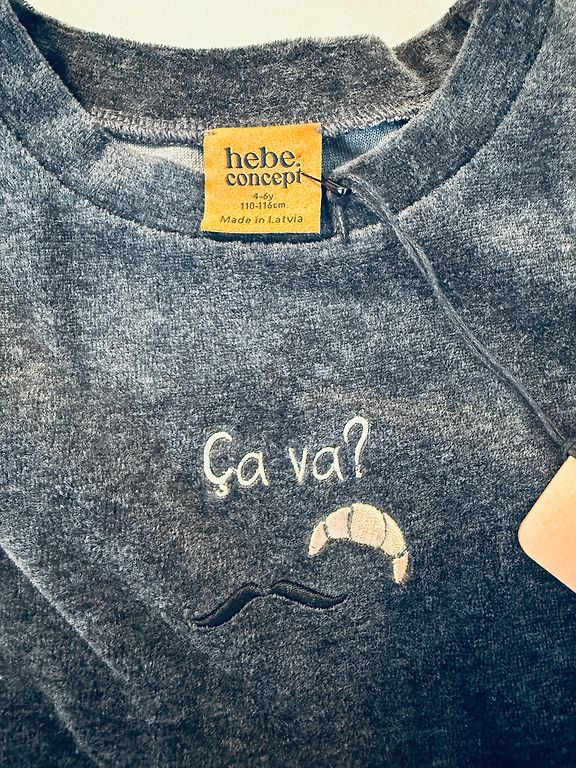 hebe.
concept
4-6y
110-116cm
Made in Latvia
Ça va?